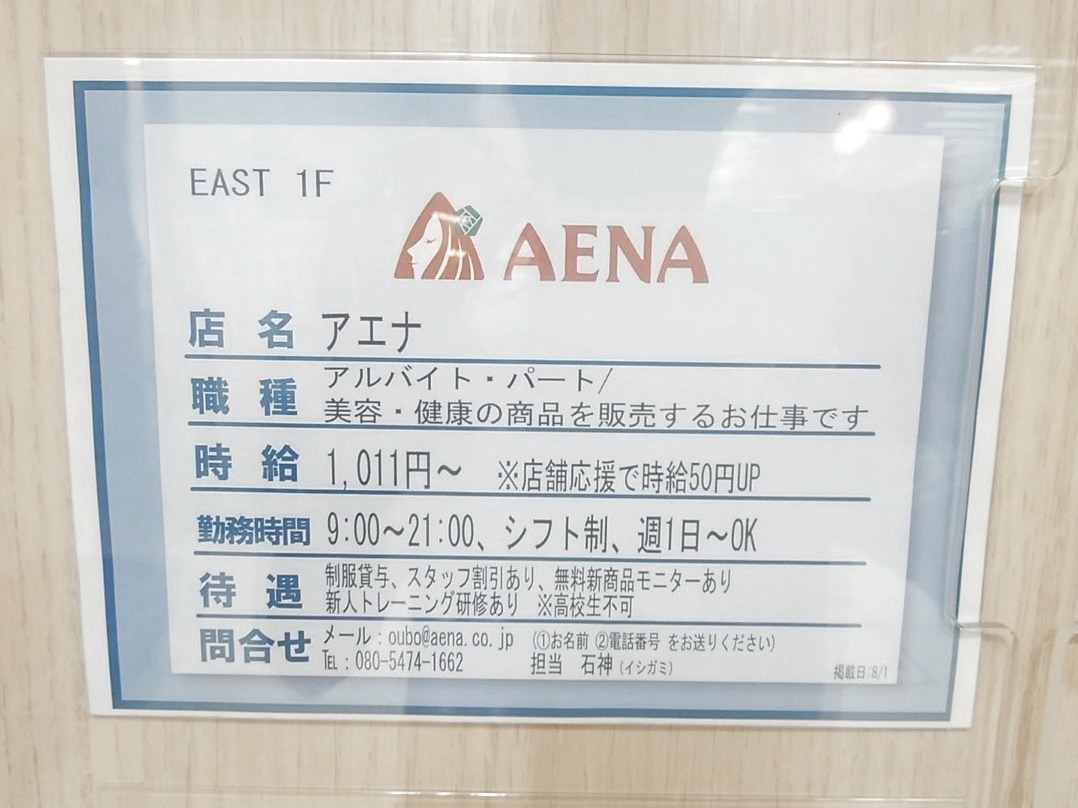 EAST 1F
AENA
店名 アエナ
職種 アルバイト・パート/
美容・健康の商品を販売するお仕事です
時給 1,011円～ ※店舗応援で時給50円UP
勤務時間 9:00～21:00、シフト制、週1日～OK
待遇 制服貸与、スタッフ割引あり、無料新商品モニターあり
新人トレーニング研修あり ※高校生不可
問合せ メール：oubo@aena.co.jp (①お名前 ②電話番号 をお送りください)
TEL：080-5474-1662 担当 石神(イシガミ)
掲載日:8/1